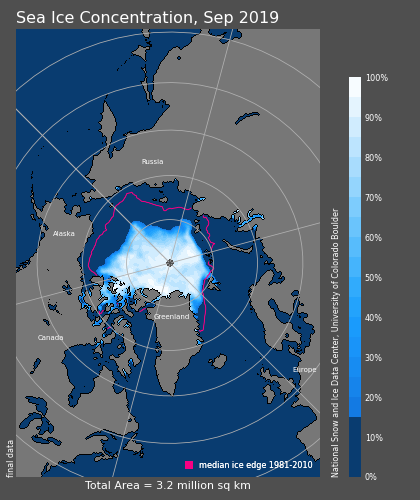 Sea Ice Concentration, Sep 2019
100%
90%
80%
70%
60%
50%
40%
30%
20%
10%
0%
Russia
Alaska
Canada
Greenland
Europe
median ice edge 1981-2010
National Snow and Ice Data Center, University of Colorado Boulder
final data
Total Area = 3.2 million sq km